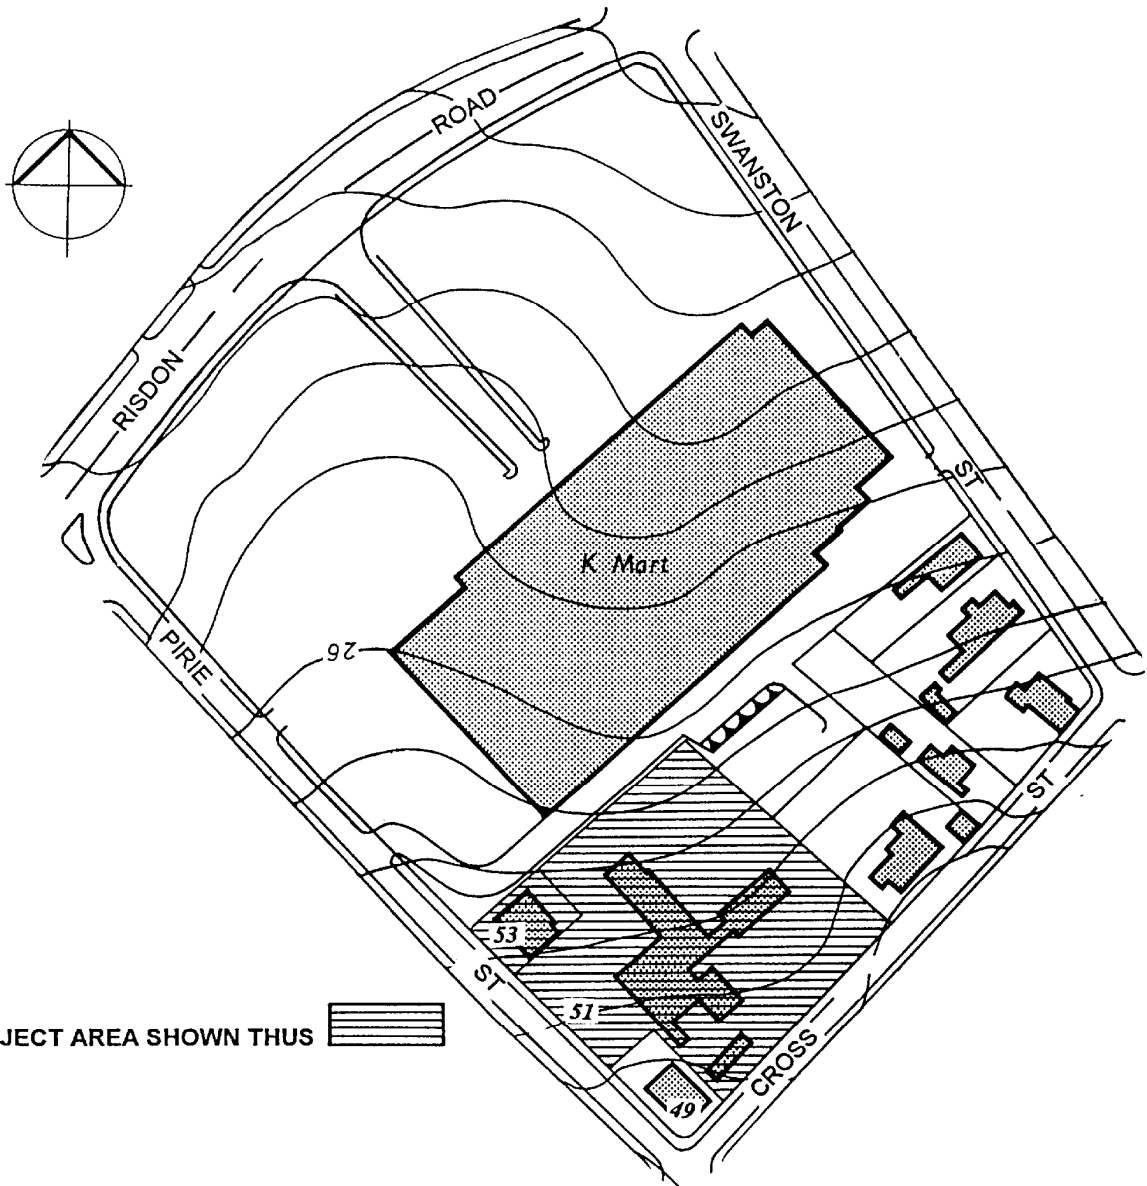 ROAD
SWANSTON
RISDON
ST
K Mart
PIRIE
26
ST
53
ST
51
JECT AREA SHOWN THUS
CROSS
49